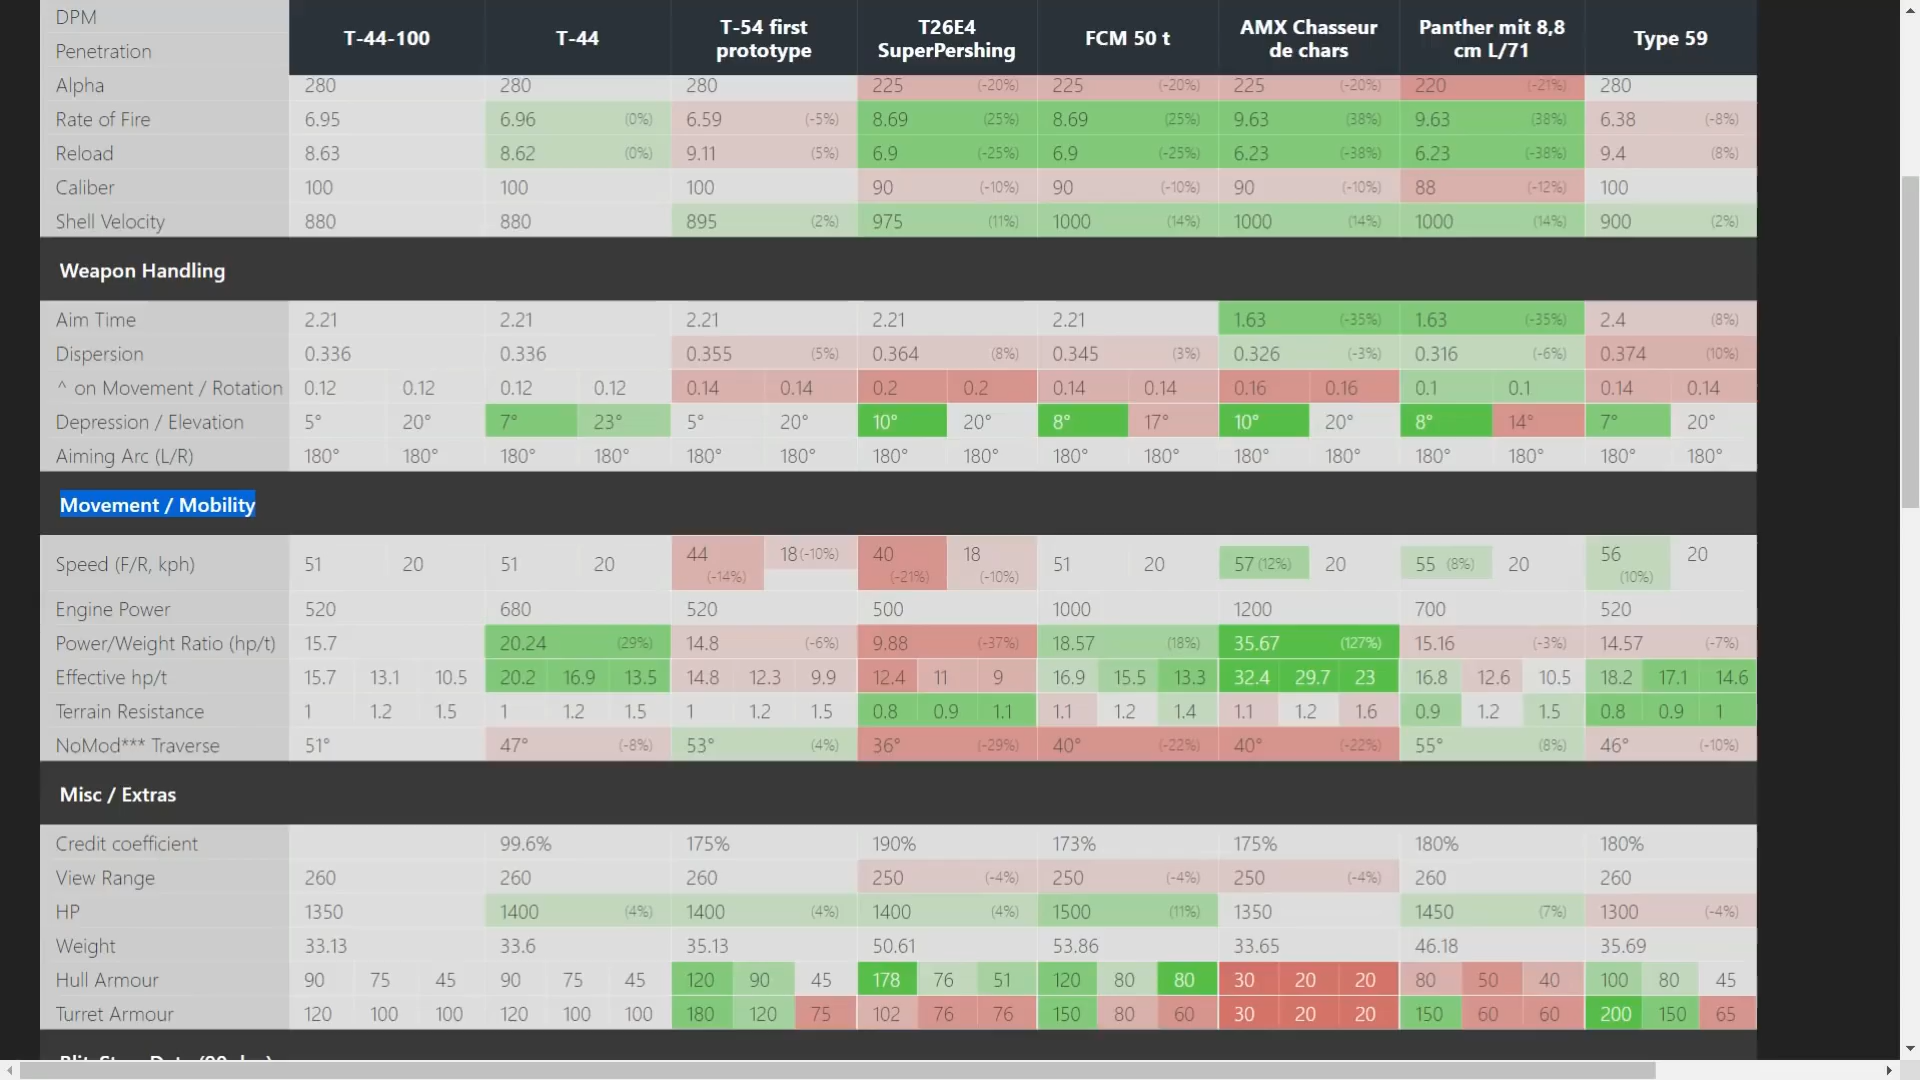 DPM
T-44-100 T-44 T-54 first prototype T26E4 SuperPershing FCM 50 t AMX Chasseur de chars Panther mit 8,8 cm L/71 Type 59
Penetration
Alpha 280 280 280 225 (-20%) 225 (-20%) 225 (-20%) 220 (-21%) 280
Rate of Fire 6.95 6.96 (0%) 6.59 (-5%) 8.69 (25%) 8.69 (25%) 9.63 (38%) 9.63 (38%) 6.38 (-8%)
Reload 8.63 8.62 (0%) 9.11 (5%) 6.9 (-25%) 6.9 (-25%) 6.23 (-38%) 6.23 (-38%) 9.4 (8%)
Caliber 100 100 100 90 (-10%) 90 (-10%) 90 (-10%) 88 (-12%) 100
Shell Velocity 880 880 895 (2%) 975 (11%) 1000 (14%) 1000 (14%) 1000 (14%) 900 (2%)
Weapon Handling
Aim Time 2.21 2.21 2.21 2.21 2.21 1.63 (-35%) 1.63 (-35%) 2.4 (8%)
Dispersion 0.336 0.336 0.355 (5%) 0.364 (8%) 0.345 (3%) 0.326 (-3%) 0.316 (-6%) 0.374 (10%)
^ on Movement / Rotation 0.12 0.12 0.12 0.12 0.14 0.14 0.2 0.2 0.14 0.14 0.16 0.16 0.1 0.1 0.14 0.14
Depression / Elevation 5° 20° 7° 23° 5° 20° 10° 20° 8° 17° 10° 20° 8° 14° 7° 20°
Aiming Arc (L/R) 180° 180° 180° 180° 180° 180° 180° 180° 180° 180° 180° 180° 180° 180° 180° 180°
Movement / Mobility
Speed (F/R, kph) 51 20 51 20 44 (-14%) 18 (-10%) 40 (-21%) 18 (-10%) 51 20 57 (12%) 20 55 (8%) 20 56 (10%) 20
Engine Power 520 680 520 500 1000 1200 700 520
Power/Weight Ratio (hp/t) 15.7 20.24 (29%) 14.8 (-6%) 9.88 (-37%) 18.57 (18%) 35.67 (127%) 15.16 (-3%) 14.57 (-7%)
Effective hp/t 15.7 13.1 10.5 20.2 16.9 13.5 14.8 12.3 9.9 12.4 11 9 16.9 15.5 13.3 32.4 29.7 23 16.8 12.6 10.5 18.2 17.1 14.6
Terrain Resistance 1 1.2 1.5 1 1.2 1.5 1 1.2 1.5 0.8 0.9 1.1 1.1 1.2 1.4 1.1 1.2 1.6 0.9 1.2 1.5 0.8 0.9 1
NoMod*** Traverse 51° 47° (-8%) 53° (4%) 36° (-29%) 40° (-22%) 40° (-22%) 55° (8%) 46° (-10%)
Misc / Extras
Credit coefficient 99.6% 175% 190% 173% 175% 180% 180%
View Range 260 260 260 250 (-4%) 250 (-4%) 250 (-4%) 260 260
HP 1350 1400 (4%) 1400 (4%) 1400 (4%) 1500 (11%) 1350 1450 (7%) 1300 (-4%)
Weight 33.13 33.6 35.13 50.61 53.86 33.65 46.18 35.69
Hull Armour 90 75 45 90 75 45 120 90 45 178 76 51 120 80 80 30 20 20 80 50 40 100 80 45
Turret Armour 120 100 100 120 100 100 180 120 75 102 76 76 150 80 60 30 20 20 150 60 60 200 150 65